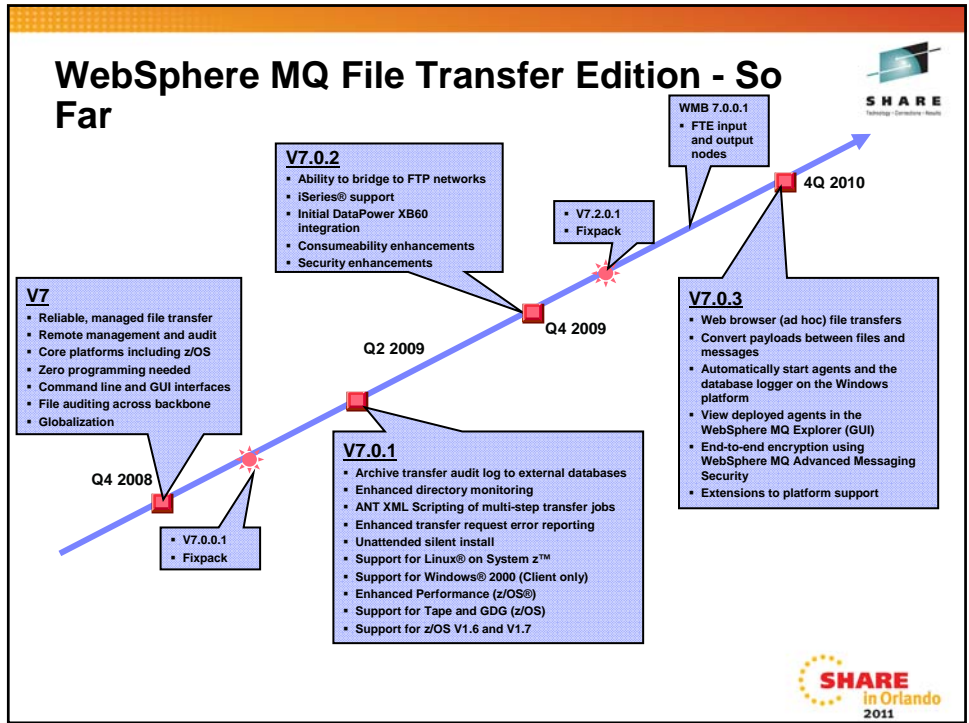 WebSphere MQ File Transfer Edition - So
Far
SHARE
Technology · Connections · Results
WMB 7.0.0.1
▪ FTE input
and output
nodes
V7.0.2
▪ Ability to bridge to FTP networks
▪ iSeries® support
▪ Initial DataPower XB60
integration
▪ Consumeability enhancements
▪ Security enhancements
4Q 2010
▪ V7.2.0.1
▪ Fixpack
V7
▪ Reliable, managed file transfer
▪ Remote management and audit
▪ Core platforms including z/OS
▪ Zero programming needed
▪ Command line and GUI interfaces
▪ File auditing across backbone
▪ Globalization
Q4 2009
Q2 2009
V7.0.3
▪ Web browser (ad hoc) file transfers
▪ Convert payloads between files and
messages
▪ Automatically start agents and the
database logger on the Windows
platform
▪ View deployed agents in the
WebSphere MQ Explorer (GUI)
▪ End-to-end encryption using
WebSphere MQ Advanced Messaging
Security
▪ Extensions to platform support
Q4 2008
▪ V7.0.0.1
▪ Fixpack
V7.0.1
▪ Archive transfer audit log to external databases
▪ Enhanced directory monitoring
▪ ANT XML Scripting of multi-step transfer jobs
▪ Enhanced transfer request error reporting
▪ Unattended silent install
▪ Support for Linux® on System z™
▪ Support for Windows® 2000 (Client only)
▪ Enhanced Performance (z/OS®)
▪ Support for Tape and GDG (z/OS)
▪ Support for z/OS V1.6 and V1.7
SHARE
in Orlando
2011